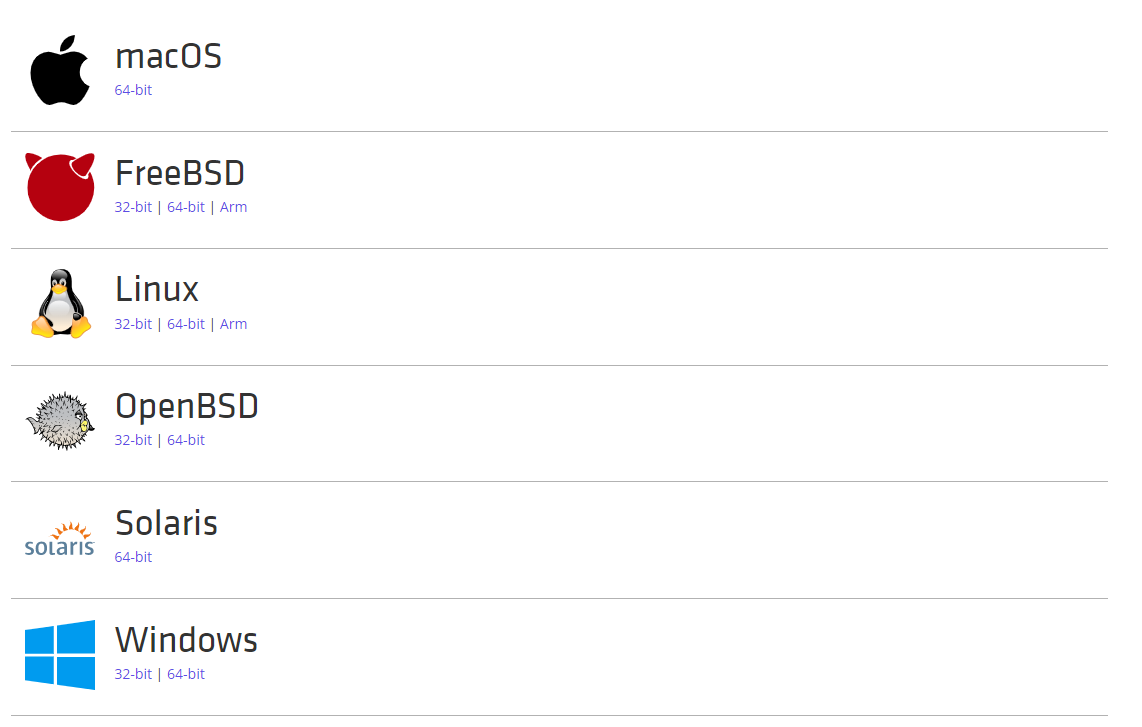 macOS
64-bit
FreeBSD
32-bit | 64-bit | Arm
Linux
32-bit | 64-bit | Arm
OpenBSD
32-bit | 64-bit
solaris
Solaris
64-bit
Windows
32-bit | 64-bit